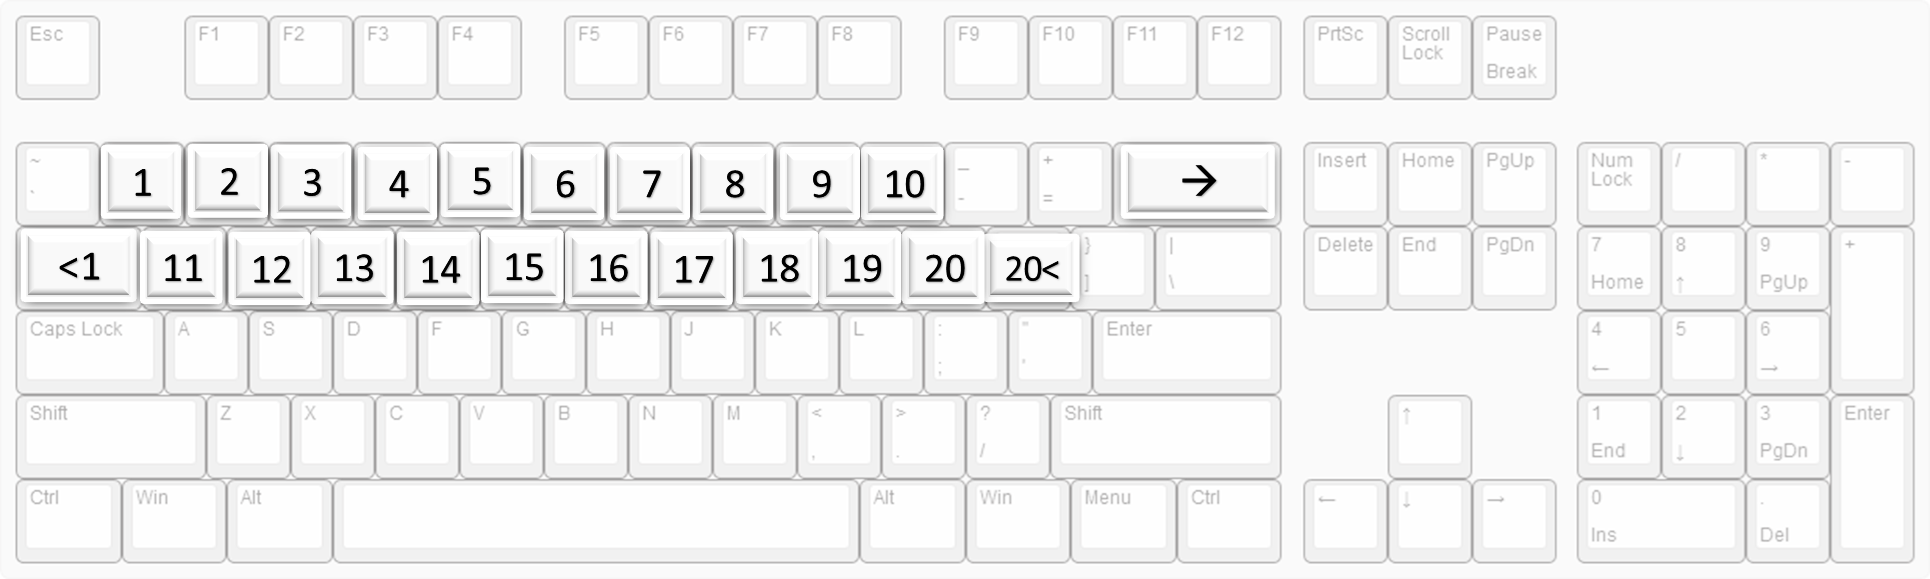 Esc F1 F2 F3 F4 F5 F6 F7 F8 F9 F10 F11 F12 PrtSc Scroll Lock Pause Break
~ ` 1 2 3 4 5 6 7 8 9 10 _ - + = → Insert Home PgUp Num Lock / * -
<1 11 12 13 14 15 16 17 18 19 20 20< } ] | \ Delete End PgDn 7 Home 8 ↑ 9 PgUp +
Caps Lock A S D F G H J K L : ; " ' Enter 4 ← 5 6 →
Shift Z X C V B N M < , > . ? / Shift ↑ 1 End 2 ↓ 3 PgDn Enter
Ctrl Win Alt Alt Win Menu Ctrl ← ↓ → 0 Ins . Del